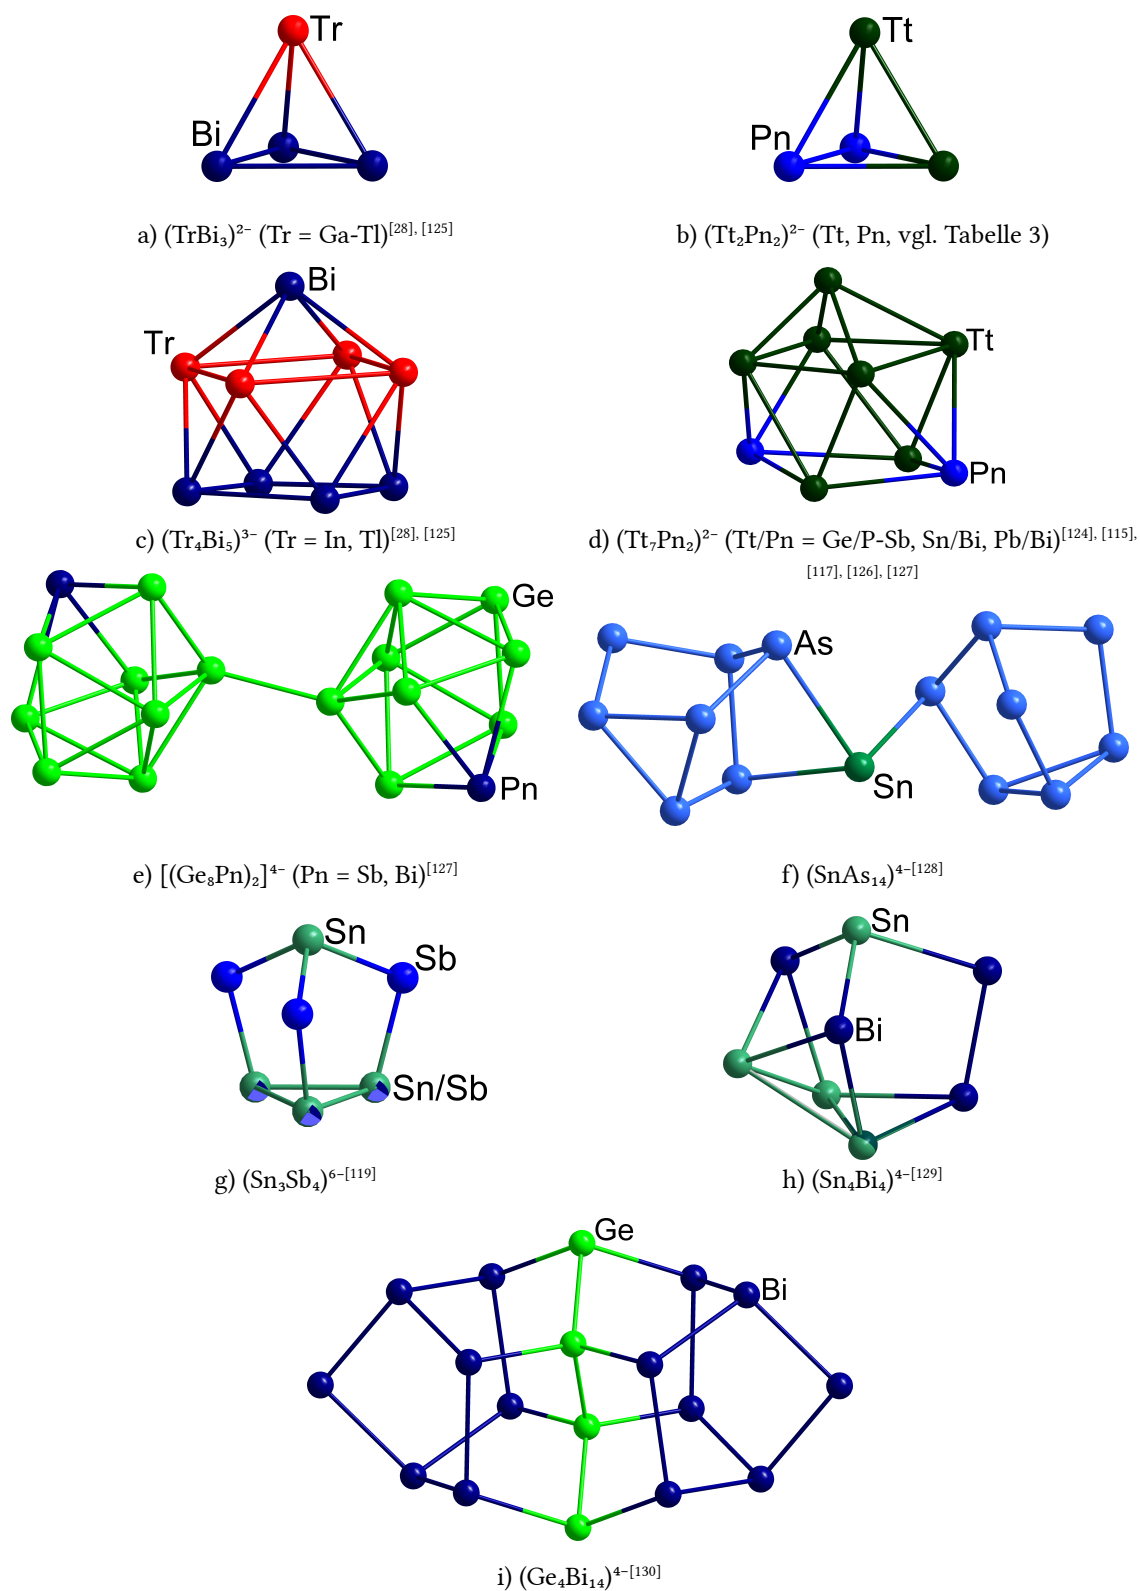 Tr
Bi
a) (TrBi₃)²⁻ (Tr = Ga-Tl)[28], [125]
Tt
Pn
b) (Tt₂Pn₂)²⁻ (Tt, Pn, vgl. Tabelle 3)
Bi
Tr
c) (Tr₄Bi₅)³⁻ (Tr = In, Tl)[28], [125]
Tt
Pn
d) (Tt₇Pn₂)²⁻ (Tt/Pn = Ge/P-Sb, Sn/Bi, Pb/Bi)[124], [115],
[117], [126], [127]
Ge
Pn
e) [(Ge₈Pn)₂]⁴⁻ (Pn = Sb, Bi)[127]
As
Sn
f) (SnAs₁₄)⁴⁻[128]
Sn
Sb
Sn/Sb
g) (Sn₃Sb₄)⁶⁻[119]
Sn
Bi
h) (Sn₄Bi₄)⁴⁻[129]
Ge
Bi
i) (Ge₄Bi₁₄)⁴⁻[130]